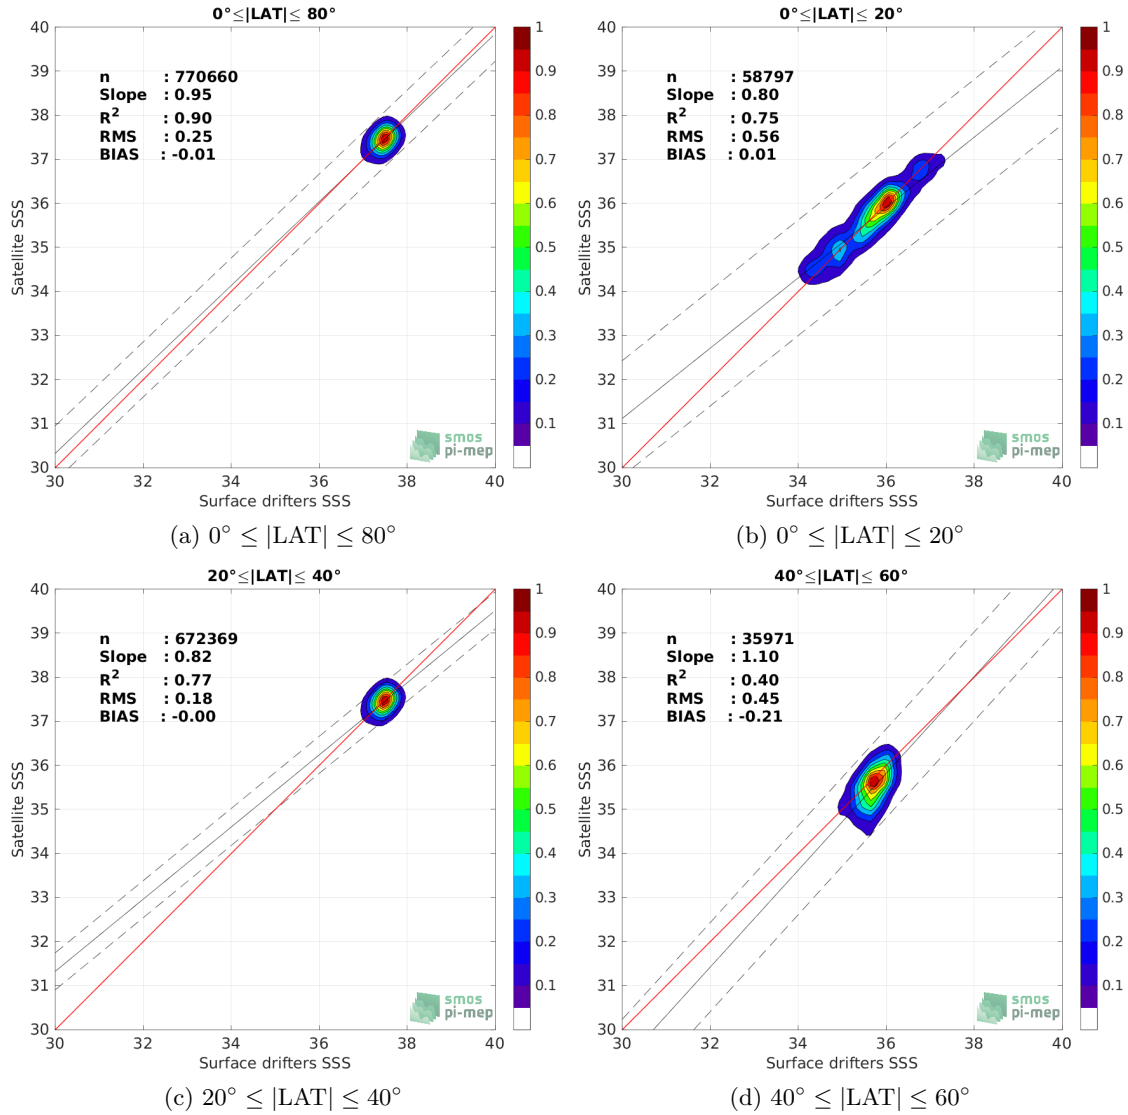 0°≤|LAT|≤ 80°
n : 770660
Slope : 0.95
R² : 0.90
RMS : 0.25
BIAS : -0.01
40
39
38
37
36
35
34
33
32
31
30
30 32 34 36 38 40
Satellite SSS
Surface drifters SSS
smos
pi-mep
1
0.9
0.8
0.7
0.6
0.5
0.4
0.3
0.2
0.1
(a) 0° ≤ |LAT| ≤ 80°
0°≤|LAT|≤ 20°
n : 58797
Slope : 0.80
R² : 0.75
RMS : 0.56
BIAS : 0.01
40
39
38
37
36
35
34
33
32
31
30
30 32 34 36 38 40
Satellite SSS
Surface drifters SSS
smos
pi-mep
1
0.9
0.8
0.7
0.6
0.5
0.4
0.3
0.2
0.1
(b) 0° ≤ |LAT| ≤ 20°
20°≤|LAT|≤ 40°
n : 672369
Slope : 0.82
R² : 0.77
RMS : 0.18
BIAS : -0.00
40
39
38
37
36
35
34
33
32
31
30
30 32 34 36 38 40
Satellite SSS
Surface drifters SSS
smos
pi-mep
1
0.9
0.8
0.7
0.6
0.5
0.4
0.3
0.2
0.1
(c) 20° ≤ |LAT| ≤ 40°
40°≤|LAT|≤ 60°
n : 35971
Slope : 1.10
R² : 0.40
RMS : 0.45
BIAS : -0.21
40
39
38
37
36
35
34
33
32
31
30
30 32 34 36 38 40
Satellite SSS
Surface drifters SSS
smos
pi-mep
1
0.9
0.8
0.7
0.6
0.5
0.4
0.3
0.2
0.1
(d) 40° ≤ |LAT| ≤ 60°